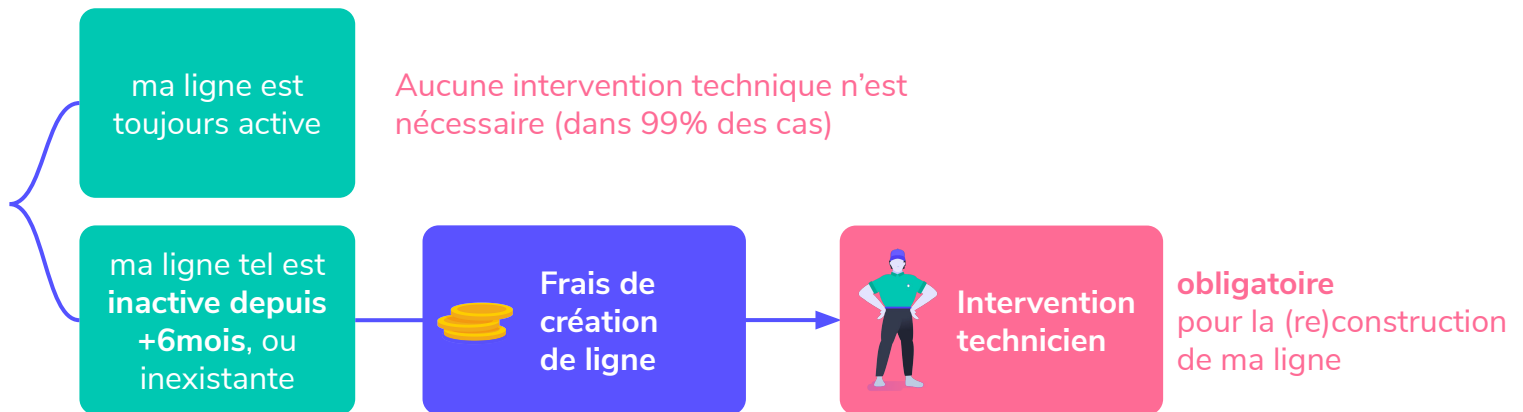 ma ligne est
toujours active
Aucune intervention technique n’est
nécessaire (dans 99% des cas)
ma ligne tel est
inactive depuis
+6mois, ou
inexistante
Frais de
création
de ligne
Intervention
technicien
obligatoire
pour la (re)construction
de ma ligne